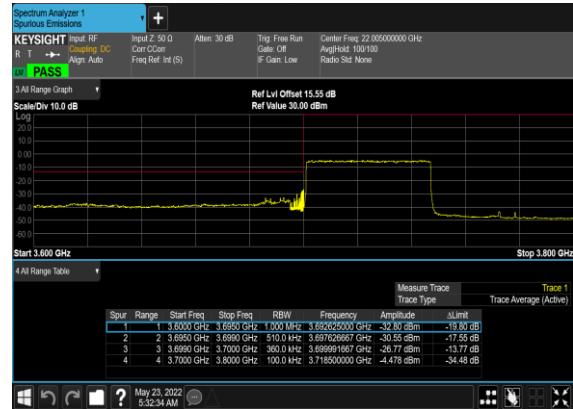 Spectrum Analyzer 1
Spurious Emissions
KEYSIGHT
R T
Input: RF
Coupling: DC
Align: Auto
Input Z: 50 Ω
Corr CCorr
Freq Ref: Int (S)
Atten: 30 dB
Trig: Free Run
Gate: Off
IF Gain: Low
Center Freq: 22.005000000 GHz
Avg|Hold: 100/100
Radio Std: None
PASS
3 All Range Graph
Ref Lvl Offset 15.55 dB
Scale/Div 10.0 dB
Ref Value 30.00 dBm
Log
20.0
10.0
0.00
-10.0
-20.0
-30.0
-40.0
-50.0
-60.0
Start 3.600 GHz
Stop 3.800 GHz
4 All Range Table
Measure Trace Trace 1
Trace Type Trace Average (Active)
Spur Range Start Freq Stop Freq RBW Frequency Amplitude ΔLimit
1 1 3.6000 GHz 3.6950 GHz 1.000 MHz 3.692625000 GHz -32.80 dBm -19.80 dB
2 2 3.6950 GHz 3.6990 GHz 510.0 kHz 3.697626667 GHz -30.55 dBm -17.55 dB
3 3 3.6990 GHz 3.7000 GHz 360.0 kHz 3.699991667 GHz -26.77 dBm -13.77 dB
4 4 3.7000 GHz 3.8000 GHz 100.0 kHz 3.718500000 GHz -4.478 dBm -34.48 dB
May 23, 2022
5:32:34 AM